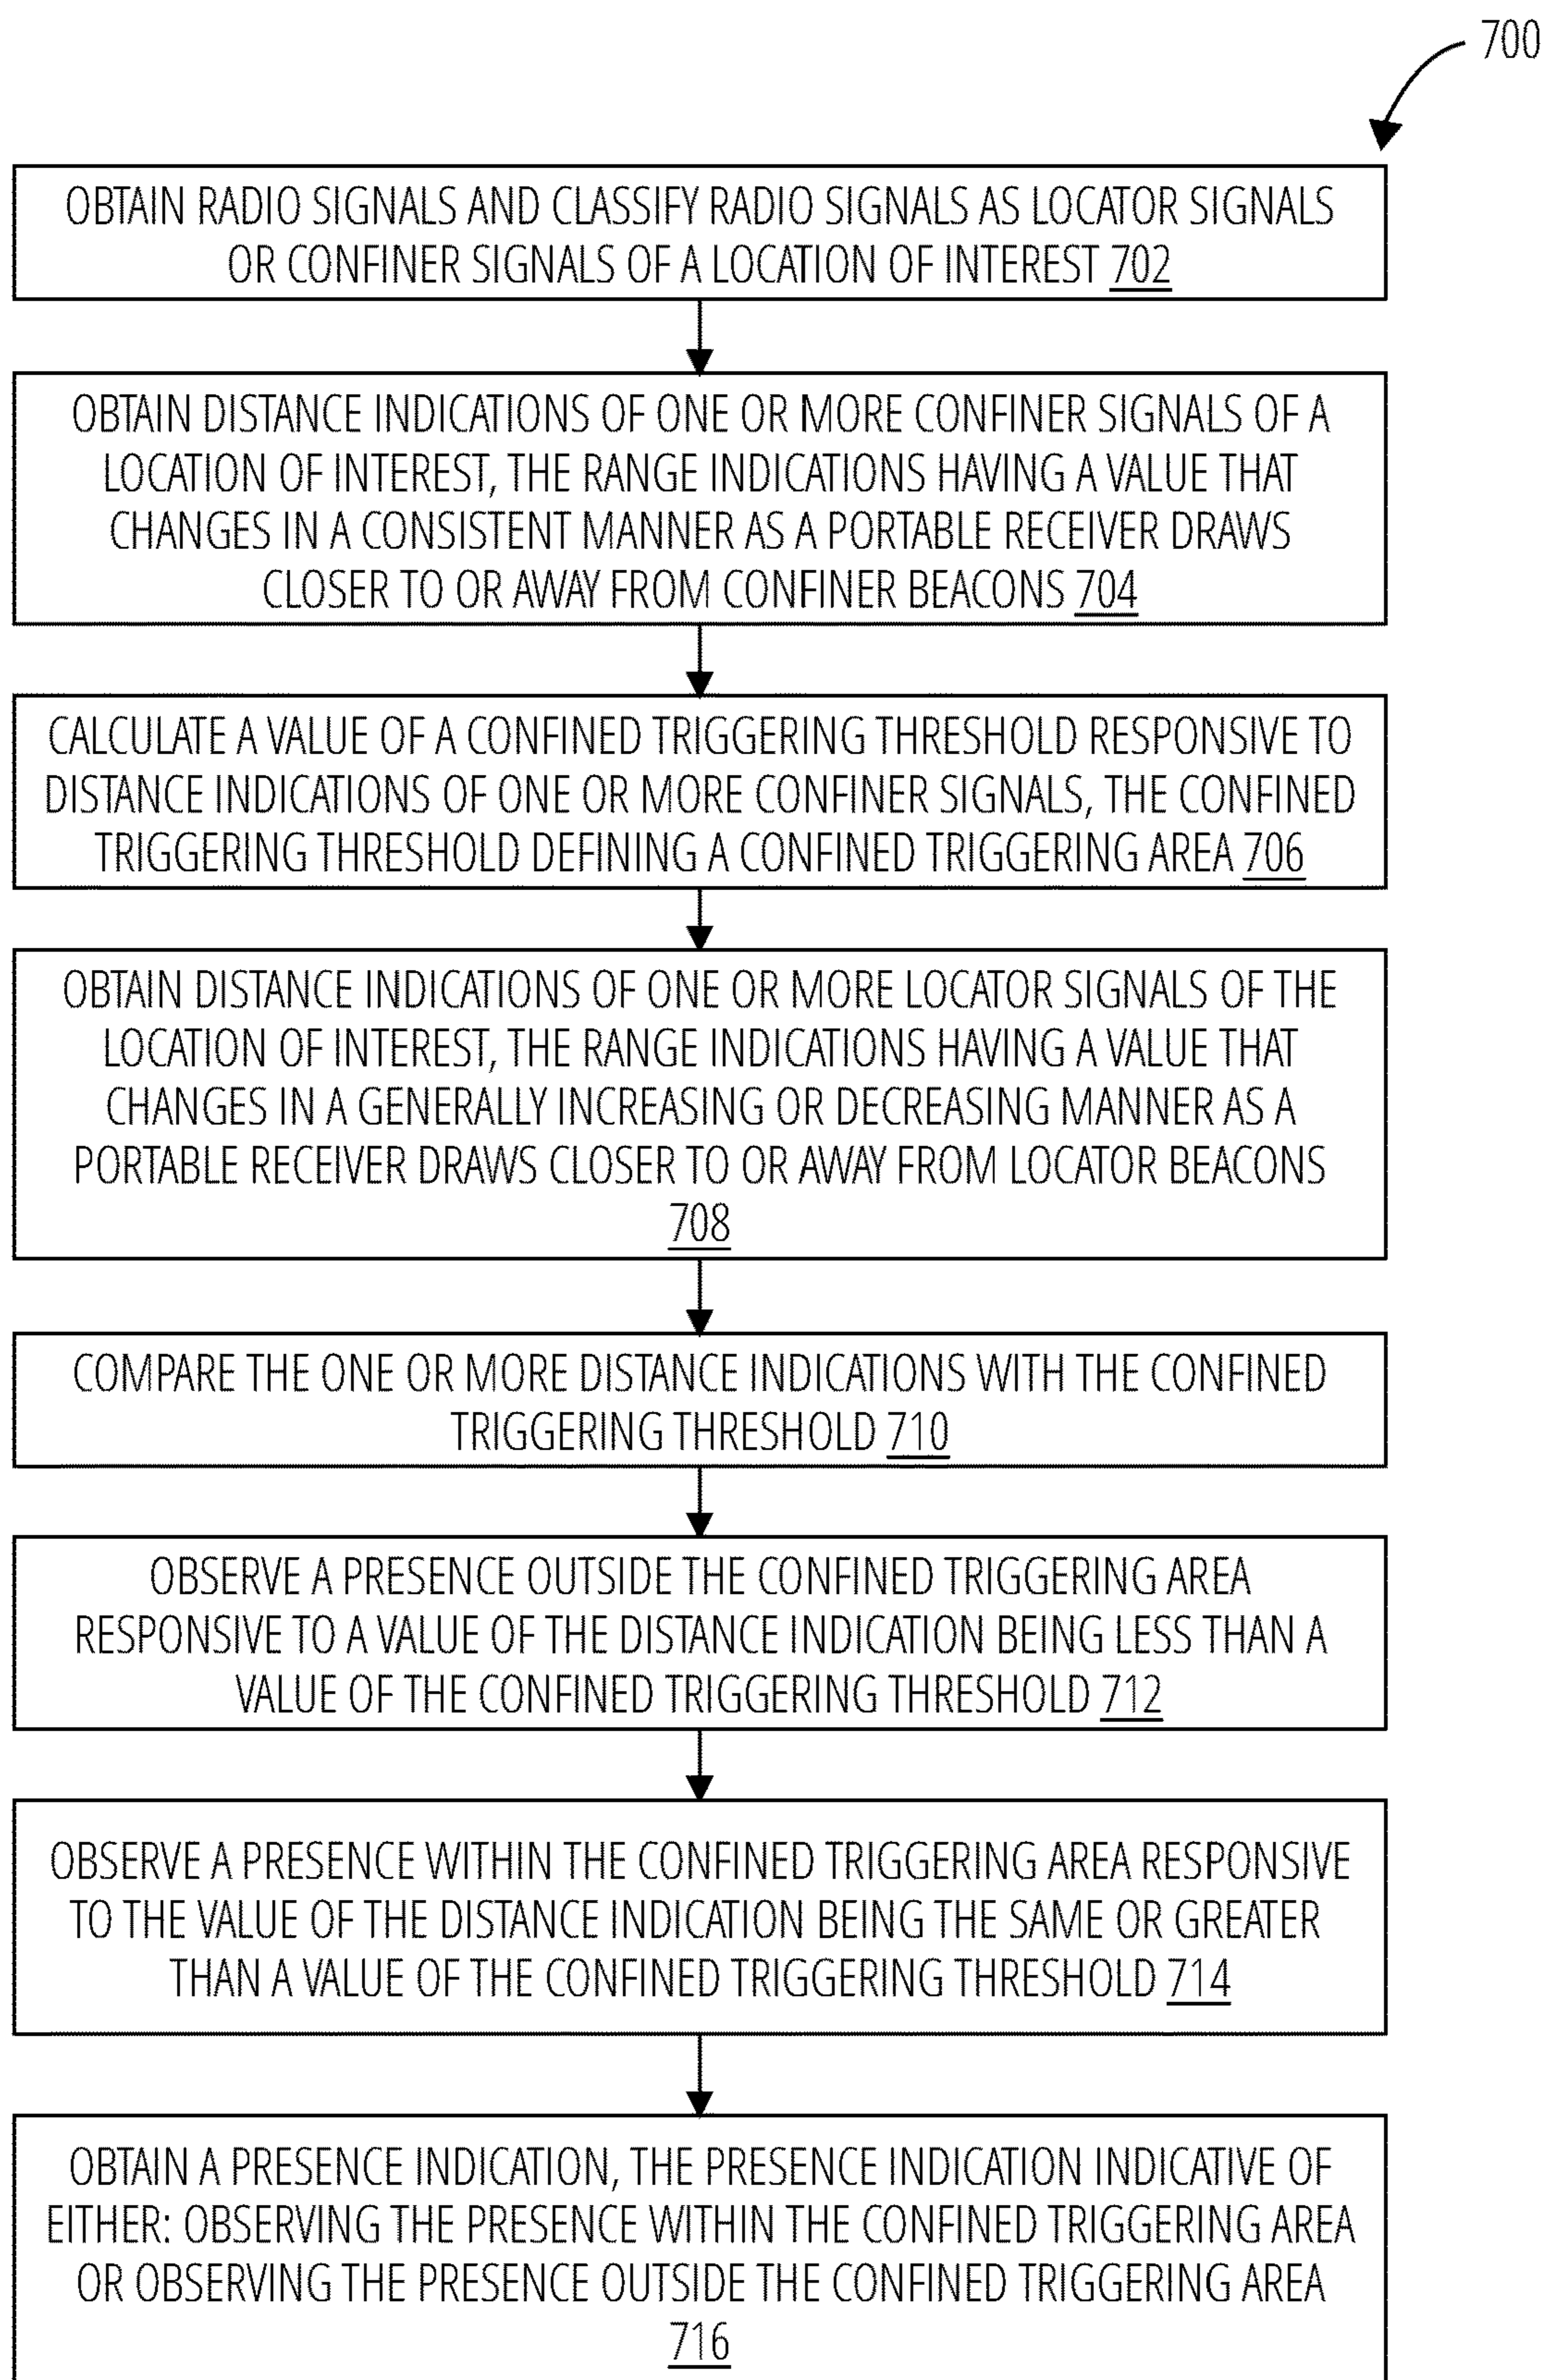 700
OBTAIN RADIO SIGNALS AND CLASSIFY RADIO SIGNALS AS LOCATOR SIGNALS
OR CONFINER SIGNALS OF A LOCATION OF INTEREST 702
OBTAIN DISTANCE INDICATIONS OF ONE OR MORE CONFINER SIGNALS OF A
LOCATION OF INTEREST, THE RANGE INDICATIONS HAVING A VALUE THAT
CHANGES IN A CONSISTENT MANNER AS A PORTABLE RECEIVER DRAWS
CLOSER TO OR AWAY FROM CONFINER BEACONS 704
CALCULATE A VALUE OF A CONFINED TRIGGERING THRESHOLD RESPONSIVE TO
DISTANCE INDICATIONS OF ONE OR MORE CONFINER SIGNALS, THE CONFINED
TRIGGERING THRESHOLD DEFINING A CONFINED TRIGGERING AREA 706
OBTAIN DISTANCE INDICATIONS OF ONE OR MORE LOCATOR SIGNALS OF THE
LOCATION OF INTEREST, THE RANGE INDICATIONS HAVING A VALUE THAT
CHANGES IN A GENERALLY INCREASING OR DECREASING MANNER AS A
PORTABLE RECEIVER DRAWS CLOSER TO OR AWAY FROM LOCATOR BEACONS
708
COMPARE THE ONE OR MORE DISTANCE INDICATIONS WITH THE CONFINED
TRIGGERING THRESHOLD 710
OBSERVE A PRESENCE OUTSIDE THE CONFINED TRIGGERING AREA
RESPONSIVE TO A VALUE OF THE DISTANCE INDICATION BEING LESS THAN A
VALUE OF THE CONFINED TRIGGERING THRESHOLD 712
OBSERVE A PRESENCE WITHIN THE CONFINED TRIGGERING AREA RESPONSIVE
TO THE VALUE OF THE DISTANCE INDICATION BEING THE SAME OR GREATER
THAN A VALUE OF THE CONFINED TRIGGERING THRESHOLD 714
OBTAIN A PRESENCE INDICATION, THE PRESENCE INDICATION INDICATIVE OF
EITHER: OBSERVING THE PRESENCE WITHIN THE CONFINED TRIGGERING AREA
OR OBSERVING THE PRESENCE OUTSIDE THE CONFINED TRIGGERING AREA
716